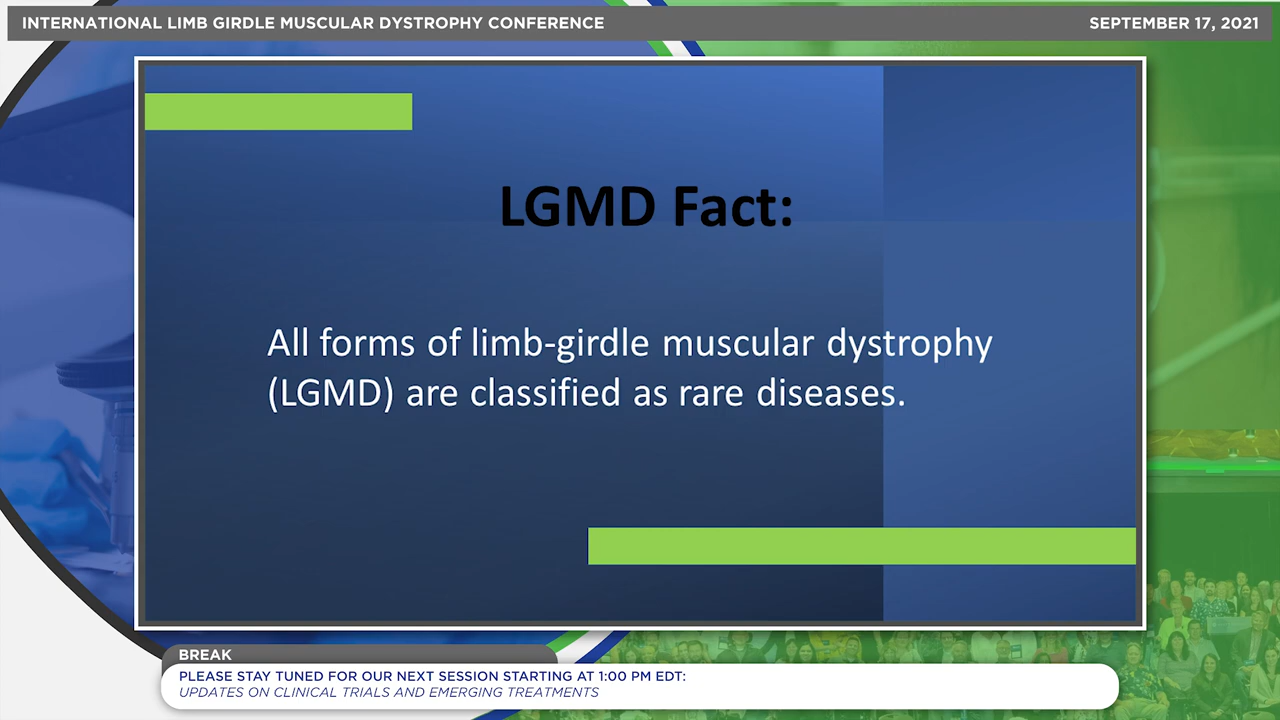 INTERNATIONAL LIMB GIRDLE MUSCULAR DYSTROPHY CONFERENCE
SEPTEMBER 17, 2021
LGMD Fact:
All forms of limb-girdle muscular dystrophy
(LGMD) are classified as rare diseases.
BREAK
PLEASE STAY TUNED FOR OUR NEXT SESSION STARTING AT 1:00 PM EDT:
UPDATES ON CLINICAL TRIALS AND EMERGING TREATMENTS